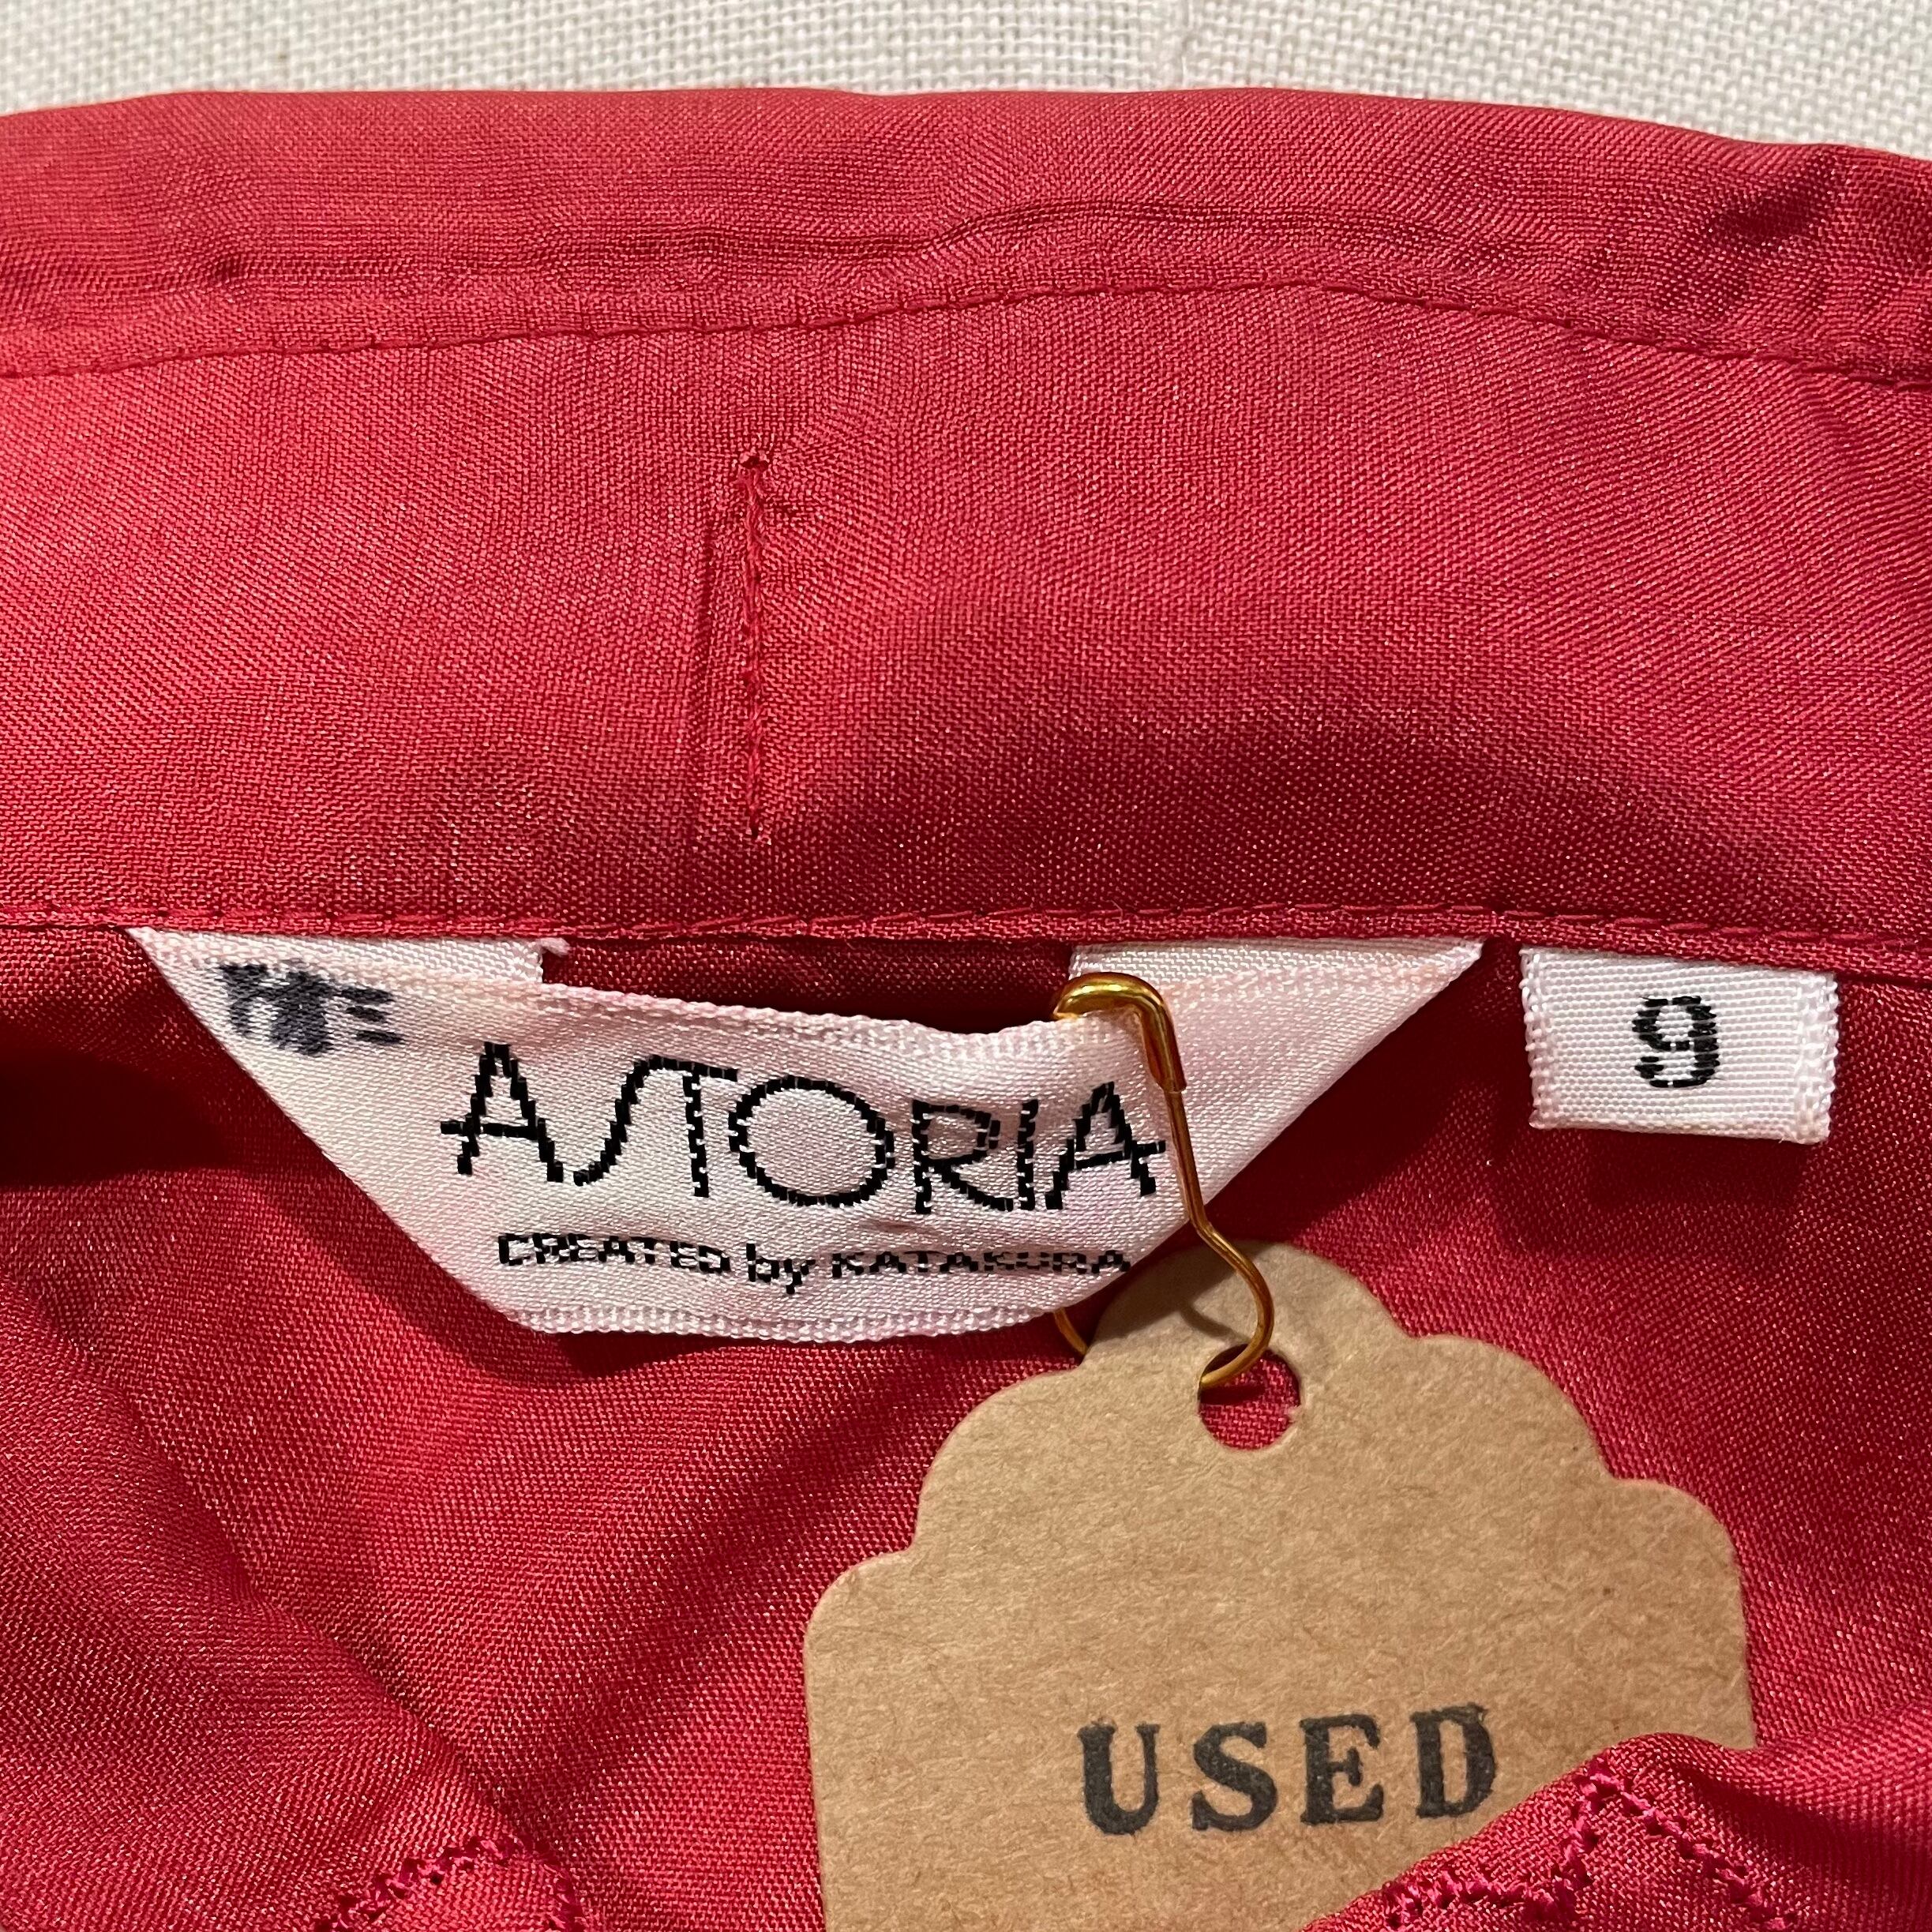 ASTORIA
CREATED by KATAKURA
9
USED